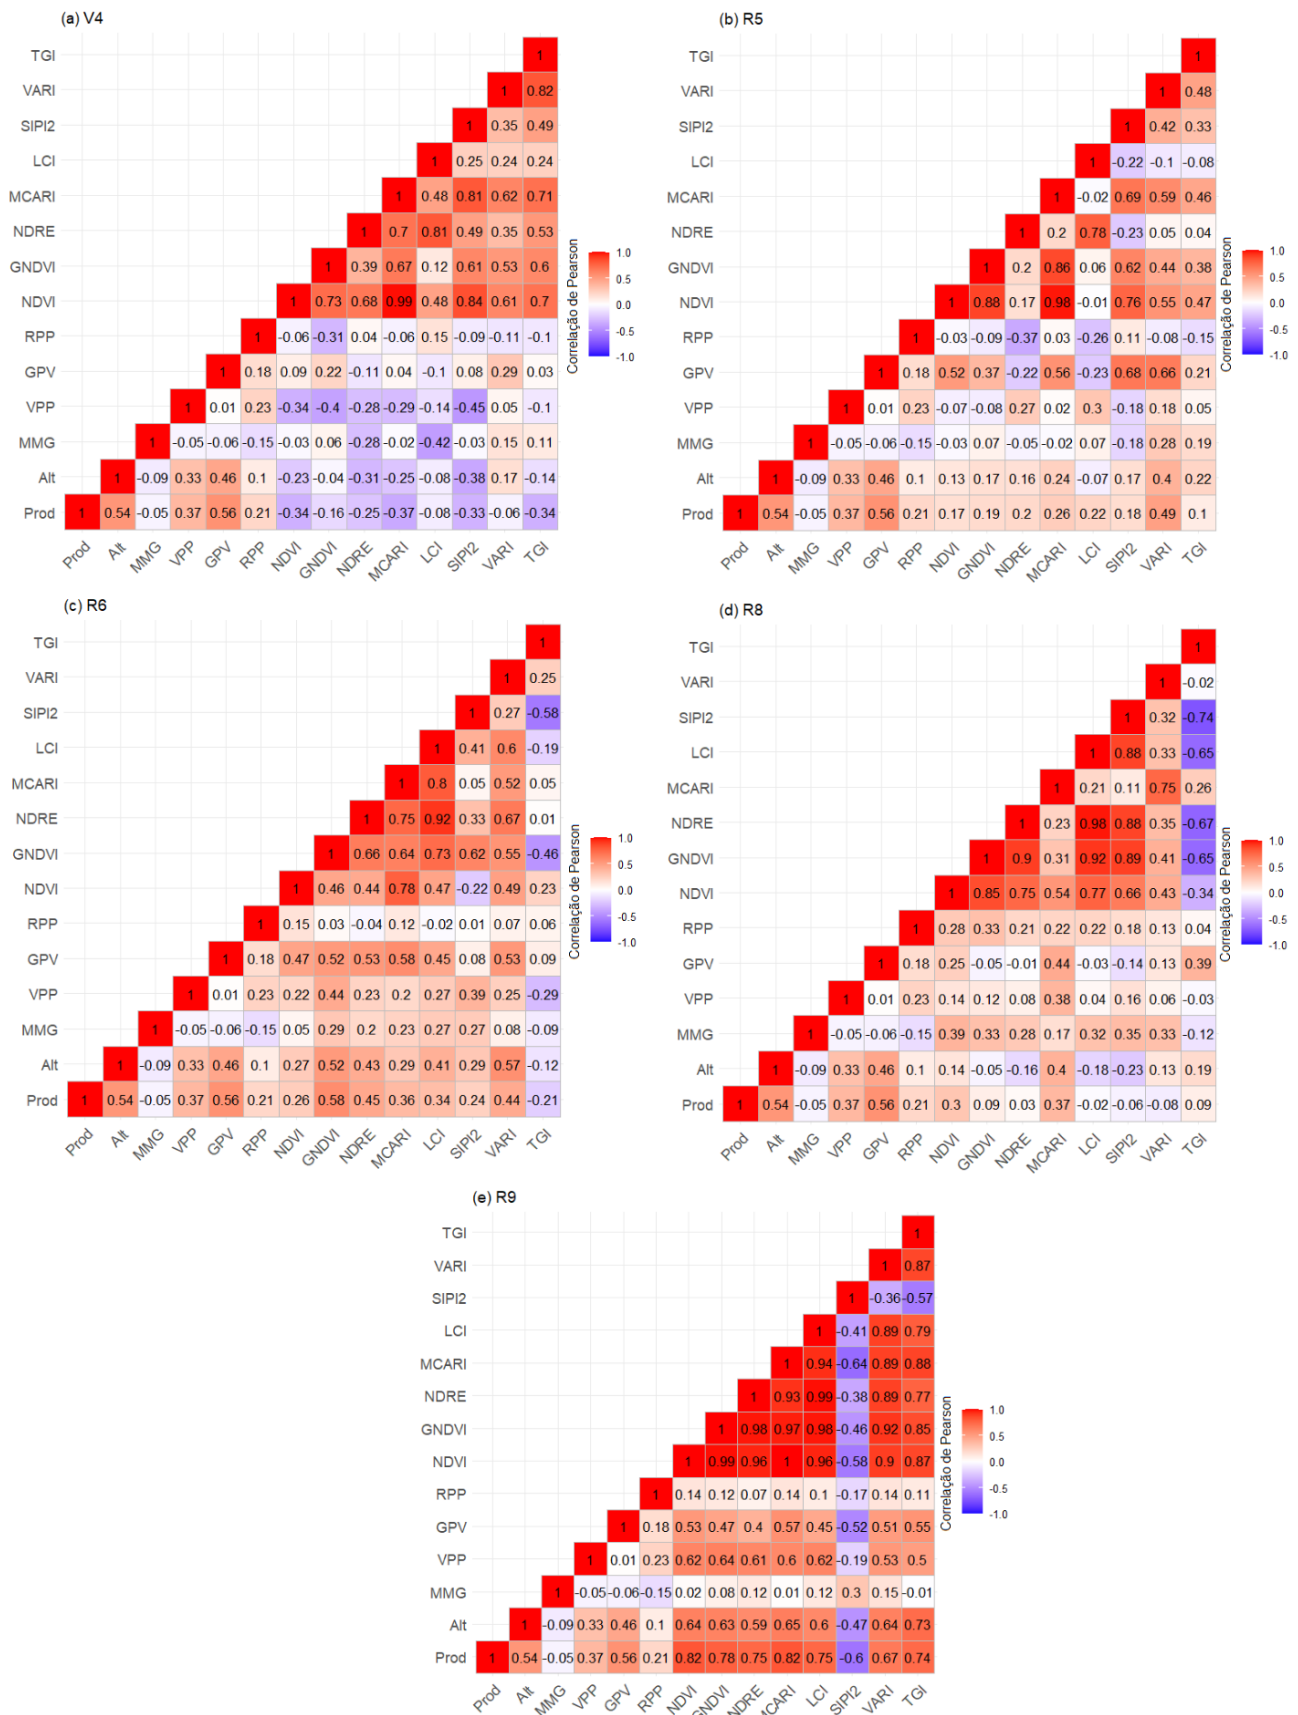 (a) V4
TGI 1
VARI 1 0.82
SIPI2 1 0.35 0.49
LCI 1 0.25 0.24 0.24
MCARI 1 0.48 0.81 0.62 0.71
NDRE 1 0.7 0.81 0.49 0.35 0.53
GNDVI 1 0.39 0.67 0.12 0.61 0.53 0.6
NDVI 1 0.73 0.68 0.99 0.48 0.84 0.61 0.7
RPP 1 -0.06 -0.31 0.04 -0.06 0.15 -0.09 -0.11 -0.1
GPV 1 0.18 0.09 0.22 -0.11 0.04 -0.1 0.08 0.29 0.03
VPP 1 0.01 0.23 -0.34 -0.4 -0.28 -0.29 -0.14 -0.45 0.05 -0.1
MMG 1 -0.05 -0.06 -0.15 -0.03 0.06 -0.28 -0.02 -0.42 -0.03 0.15 0.11
Alt 1 -0.09 0.33 0.46 0.1 -0.23 -0.04 -0.31 -0.25 -0.08 -0.38 0.17 -0.14
Prod 1 0.54 -0.05 0.37 0.56 0.21 -0.34 -0.16 -0.25 -0.37 -0.08 -0.33 -0.06 -0.34
Prod Alt MMG VPP GPV RPP NDVI GNDVI NDRE MCARI LCI SIPI2 VARI TGI
Correlação de Pearson
1.0
0.5
0.0
-0.5
-1.0
(b) R5
TGI 1
VARI 1 0.48
SIPI2 1 0.42 0.33
LCI 1 -0.22 -0.1 -0.08
MCARI 1 -0.02 0.69 0.59 0.46
NDRE 1 0.2 0.78 -0.23 0.05 0.04
GNDVI 1 0.2 0.86 0.06 0.62 0.44 0.38
NDVI 1 0.88 0.17 0.98 -0.01 0.76 0.55 0.47
RPP 1 -0.03 -0.09 -0.37 0.03 -0.26 0.11 -0.08 -0.15
GPV 1 0.18 0.52 0.37 -0.22 0.56 -0.23 0.68 0.66 0.21
VPP 1 0.01 0.23 -0.07 -0.08 0.27 0.02 0.3 -0.18 0.18 0.05
MMG 1 -0.05 -0.06 -0.15 -0.03 0.07 -0.05 -0.02 0.07 -0.18 0.28 0.19
Alt 1 -0.09 0.33 0.46 0.1 0.13 0.17 0.16 0.24 -0.07 0.17 0.4 0.22
Prod 1 0.54 -0.05 0.37 0.56 0.21 0.17 0.19 0.2 0.26 0.22 0.18 0.49 0.1
Prod Alt MMG VPP GPV RPP NDVI GNDVI NDRE MCARI LCI SIPI2 VARI TGI
Correlação de Pearson
1.0
0.5
0.0
-0.5
-1.0
(c) R6
TGI 1
VARI 1 0.25
SIPI2 1 0.27 -0.58
LCI 1 0.41 0.6 -0.19
MCARI 1 0.8 0.05 0.52 0.05
NDRE 1 0.75 0.92 0.33 0.67 0.01
GNDVI 1 0.66 0.64 0.73 0.62 0.55 -0.46
NDVI 1 0.46 0.44 0.78 0.47 -0.22 0.49 0.23
RPP 1 0.15 0.03 -0.04 0.12 -0.02 0.01 0.07 0.06
GPV 1 0.18 0.47 0.52 0.53 0.58 0.45 0.08 0.53 0.09
VPP 1 0.01 0.23 0.22 0.44 0.23 0.2 0.27 0.39 0.25 -0.29
MMG 1 -0.05 -0.06 -0.15 0.05 0.29 0.2 0.23 0.27 0.27 0.08 -0.09
Alt 1 -0.09 0.33 0.46 0.1 0.27 0.52 0.43 0.29 0.41 0.29 0.57 -0.12
Prod 1 0.54 -0.05 0.37 0.56 0.21 0.26 0.58 0.45 0.36 0.34 0.24 0.44 -0.21
Prod Alt MMG VPP GPV RPP NDVI GNDVI NDRE MCARI LCI SIPI2 VARI TGI
Correlação de Pearson
1.0
0.5
0.0
-0.5
-1.0
(d) R8
TGI 1
VARI 1 -0.02
SIPI2 1 0.32 -0.74
LCI 1 0.88 0.33 -0.65
MCARI 1 0.21 0.11 0.75 0.26
NDRE 1 0.23 0.98 0.88 0.35 -0.67
GNDVI 1 0.9 0.31 0.92 0.89 0.41 -0.65
NDVI 1 0.85 0.75 0.54 0.77 0.66 0.43 -0.34
RPP 1 0.28 0.33 0.21 0.22 0.22 0.18 0.13 0.04
GPV 1 0.18 0.25 -0.05 -0.01 0.44 -0.03 -0.14 0.13 0.39
VPP 1 0.01 0.23 0.14 0.12 0.08 0.38 0.04 0.16 0.06 -0.03
MMG 1 -0.05 -0.06 -0.15 0.39 0.33 0.28 0.17 0.32 0.35 0.33 -0.12
Alt 1 -0.09 0.33 0.46 0.1 0.14 -0.05 -0.16 0.4 -0.18 -0.23 0.13 0.19
Prod 1 0.54 -0.05 0.37 0.56 0.21 0.3 0.09 0.03 0.37 -0.02 -0.06 -0.08 0.09
Prod Alt MMG VPP GPV RPP NDVI GNDVI NDRE MCARI LCI SIPI2 VARI TGI
Correlação de Pearson
1.0
0.5
0.0
-0.5
-1.0
(e) R9
TGI 1
VARI 1 0.87
SIPI2 1 -0.36 -0.57
LCI 1 -0.41 0.89 0.79
MCARI 1 0.94 -0.64 0.89 0.88
NDRE 1 0.93 0.99 -0.38 0.89 0.77
GNDVI 1 0.98 0.97 0.98 -0.46 0.92 0.85
NDVI 1 0.99 0.96 1 0.96 -0.58 0.9 0.87
RPP 1 0.14 0.12 0.07 0.14 0.1 -0.17 0.14 0.11
GPV 1 0.18 0.53 0.47 0.4 0.57 0.45 -0.52 0.51 0.55
VPP 1 0.01 0.23 0.62 0.64 0.61 0.6 0.62 -0.19 0.53 0.5
MMG 1 -0.05 -0.06 -0.15 0.02 0.08 0.12 0.01 0.12 0.3 0.15 -0.01
Alt 1 -0.09 0.33 0.46 0.1 0.64 0.63 0.59 0.65 0.6 -0.47 0.64 0.73
Prod 1 0.54 -0.05 0.37 0.56 0.21 0.82 0.78 0.75 0.82 0.75 -0.6 0.67 0.74
Prod Alt MMG VPP GPV RPP NDVI GNDVI NDRE MCARI LCI SIPI2 VARI TGI
Correlação de Pearson
1.0
0.5
0.0
-0.5
-1.0